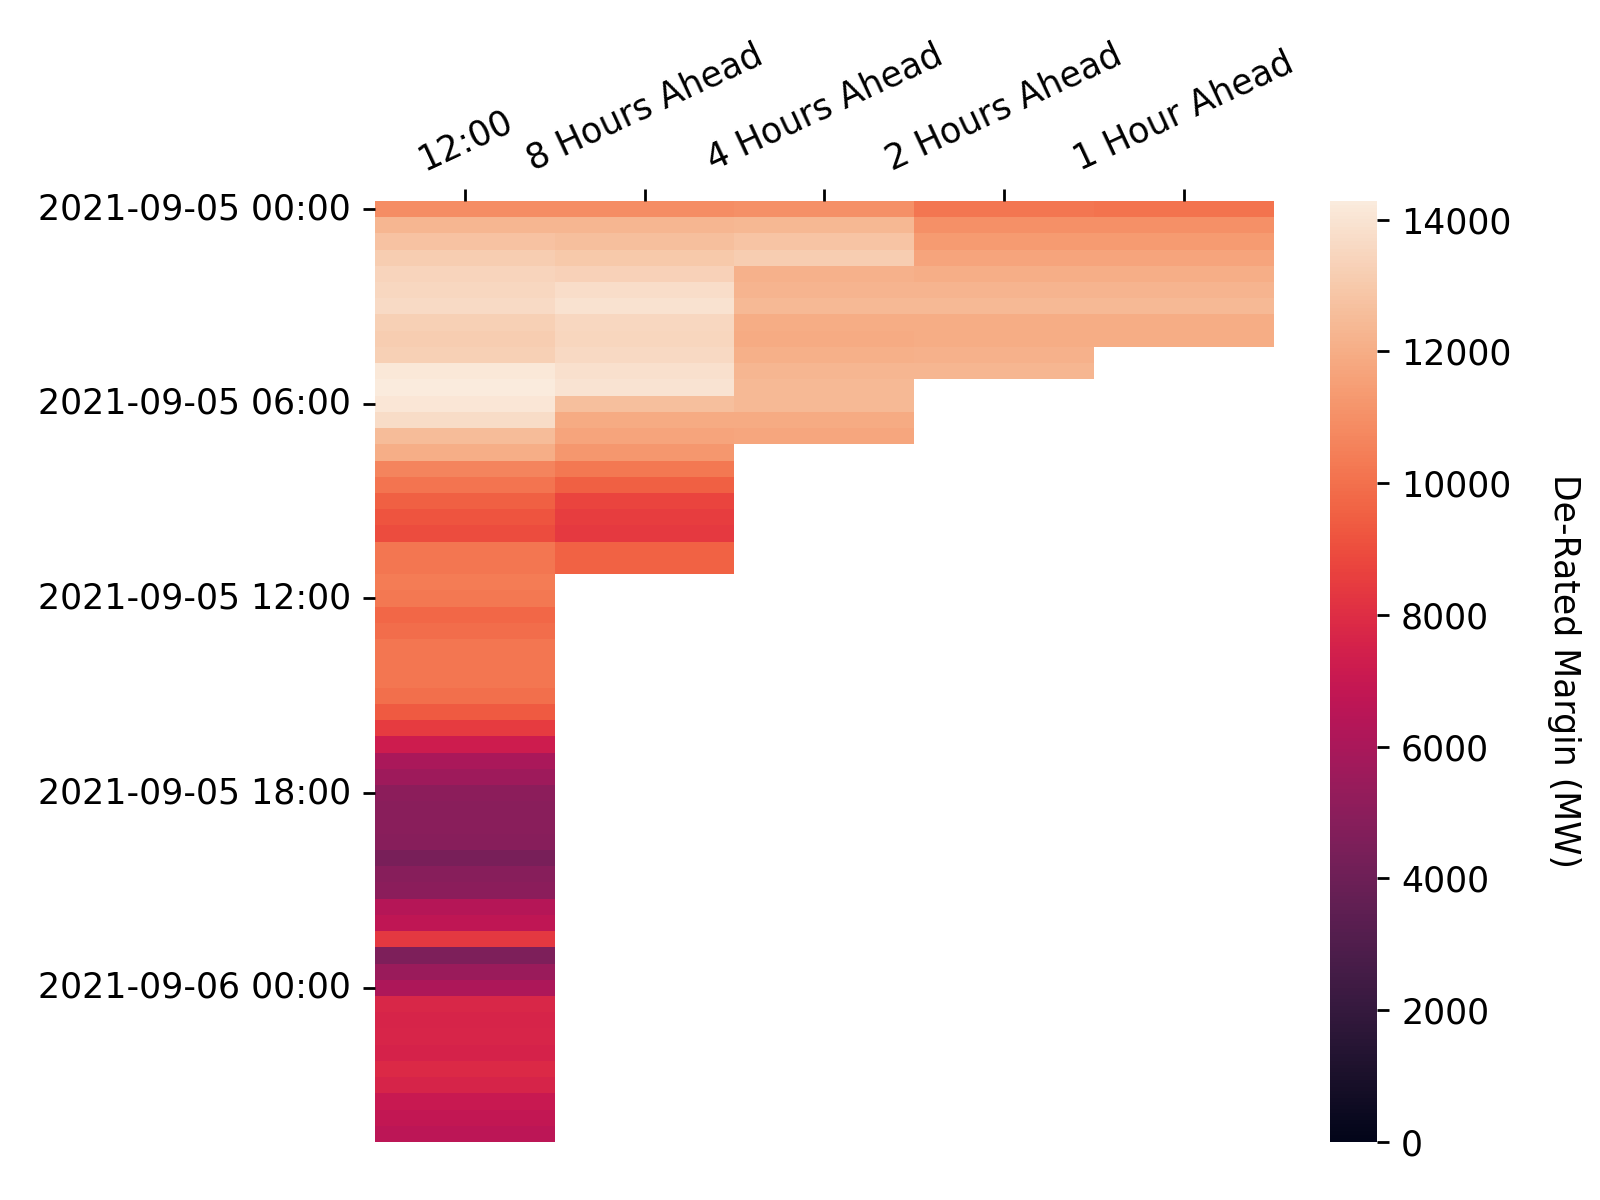 12:00
8 Hours Ahead
4 Hours Ahead
2 Hours Ahead
1 Hour Ahead
2021-09-05 00:00
2021-09-05 06:00
2021-09-05 12:00
2021-09-05 18:00
2021-09-06 00:00
14000
12000
10000
8000
6000
4000
2000
0
De-Rated Margin (MW)